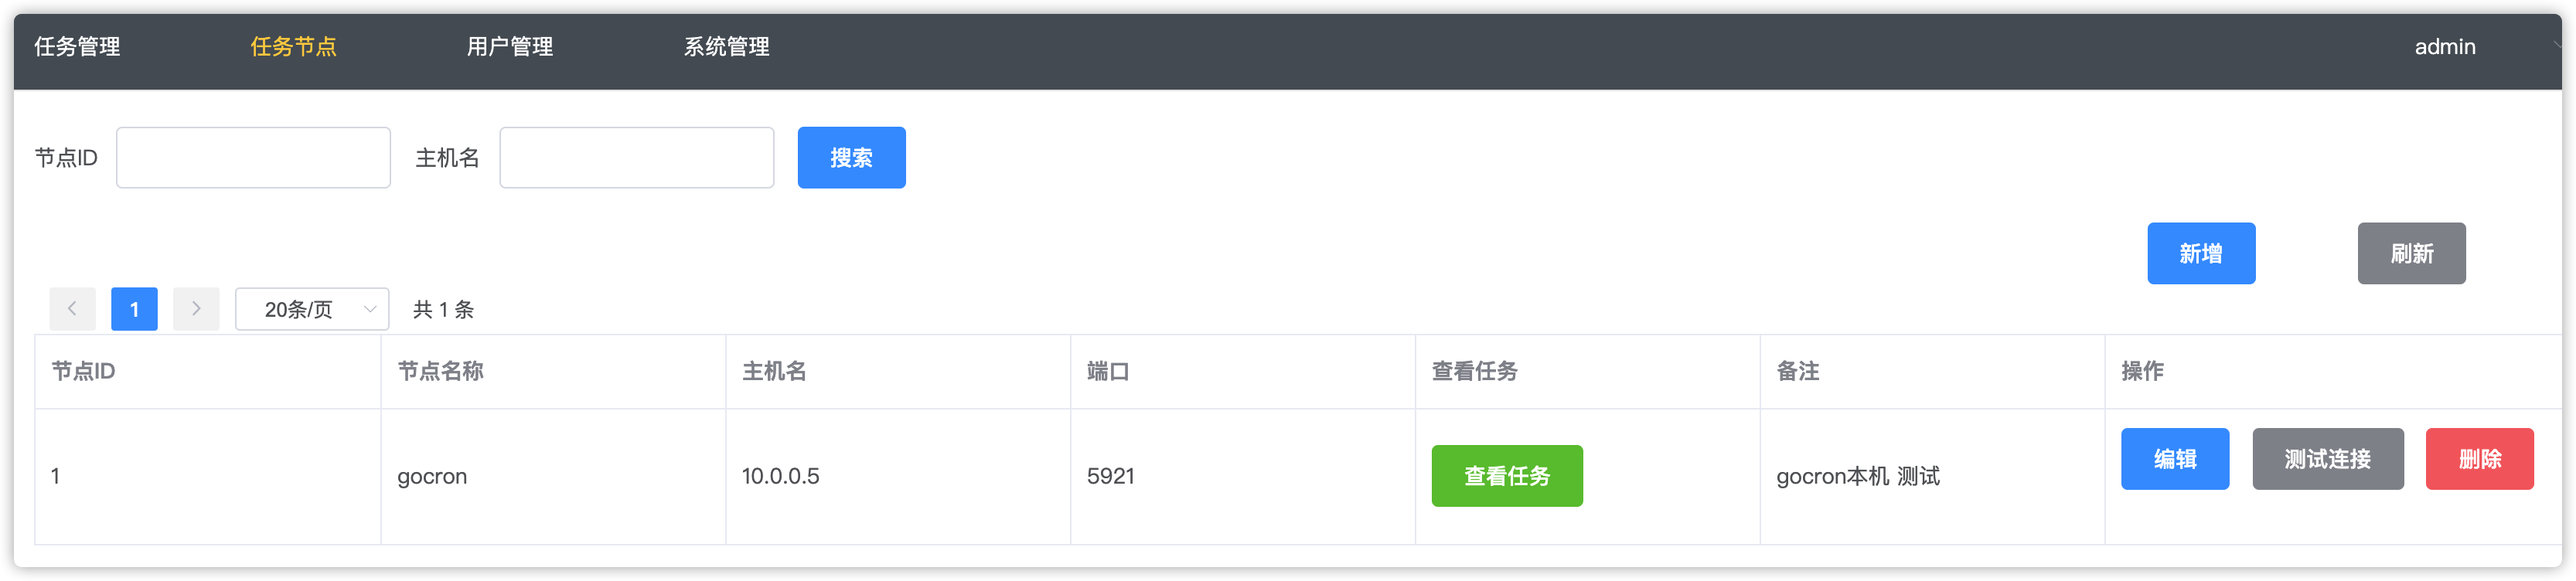 任务管理 任务节点 用户管理 系统管理 admin
节点ID 主机名 搜索
新增 刷新
1 20条/页 共 1 条
节点ID 节点名称 主机名 端口 查看任务 备注 操作
1 gocron 10.0.0.5 5921 查看任务 gocron本机 测试 编辑 测试连接 删除